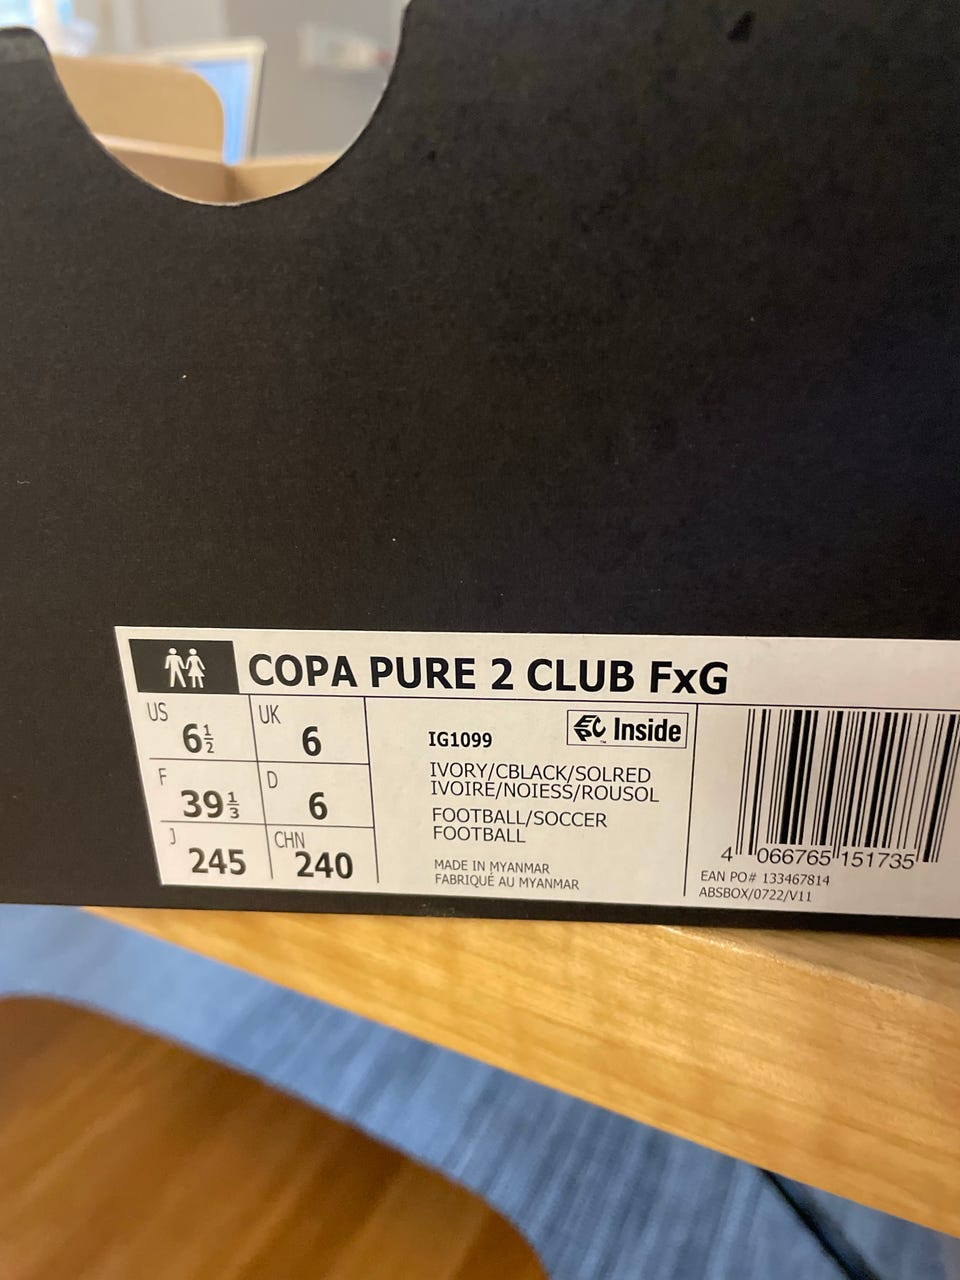 COPA PURE 2 CLUB FxG
US 6½
UK 6
F 39⅓
D 6
J 245
CHN 240
IG1099
Inside
IVORY/CBLACK/SOLRED
IVOIRE/NOIESS/ROUSOL
FOOTBALL/SOCCER
FOOTBALL
MADE IN MYANMAR
FABRIQUÉ AU MYANMAR
4 066765 151735
EAN PO# 133467814
ABSBOX/0722/V11